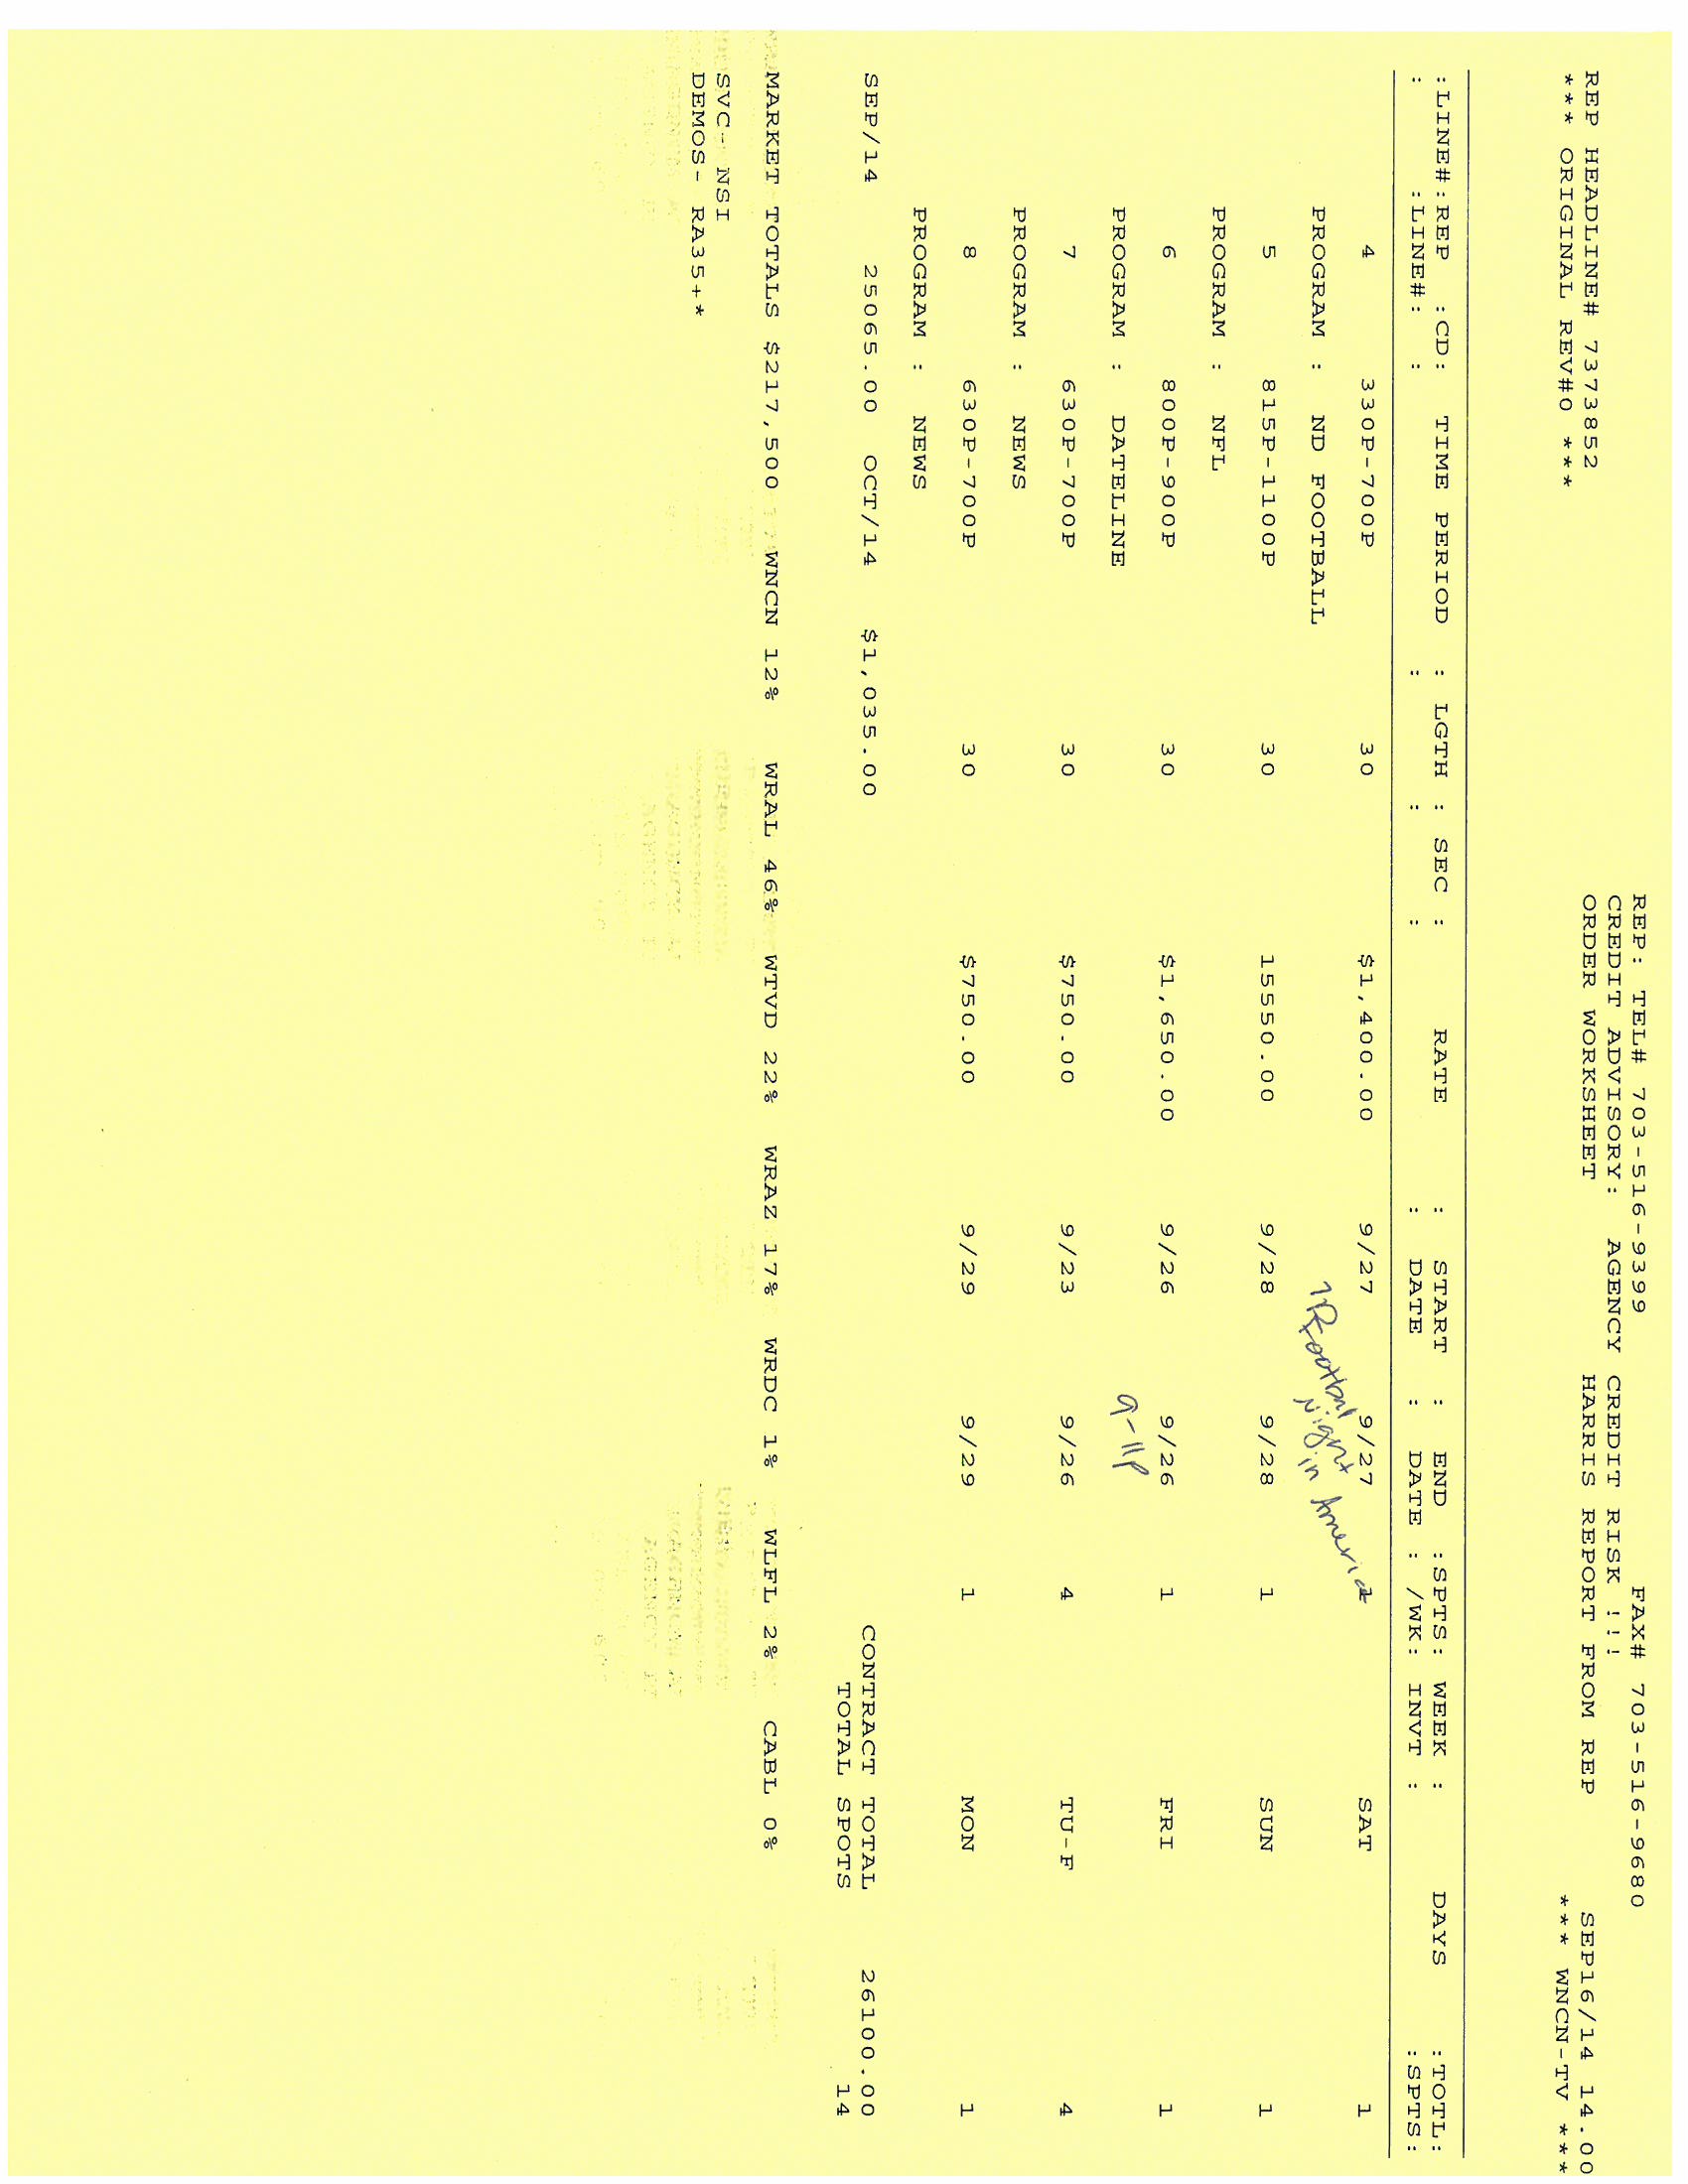 REP: TEL# 703-516-9399 FAX# 703-516-9680
CREDIT ADVISORY: AGENCY CREDIT RISK !!!
REP HEADLINE# 7373852 ORDER WORKSHEET HARRIS REPORT FROM REP SEP16/14 14.00
*** ORIGINAL REV#0 *** *** WNCN-TV ***
:LINE#:REP :CD: TIME PERIOD : LGTH : SEC : RATE : START : END :SPTS: WEEK : DAYS :TOTL:
: :LINE#: : : : : : DATE : DATE : /WK: INVT : :SPTS:
4 330P-700P 30 $1,400.00 9/27 9/27 1 SAT 1
PROGRAM : ND FOOTBALL
Football Night in America
5 815P-1100P 30 15550.00 9/28 9/28 1 SUN 1
PROGRAM : NFL
6 800P-900P 30 $1,650.00 9/26 9/26 1 FRI 1
PROGRAM : DATELINE 9-11p
7 630P-700P 30 $750.00 9/23 9/26 4 TU-F 4
PROGRAM : NEWS
8 630P-700P 30 $750.00 9/29 9/29 1 MON 1
PROGRAM : NEWS
SEP/14 25065.00 OCT/14 $1,035.00 CONTRACT TOTAL 26100.00
TOTAL SPOTS 14
MARKET TOTALS $217,500 WNCN 12% WRAL 46% WTVD 22% WRAZ 17% WRDC 1% WLFL 2% CABL 0%
SVC- NSI
DEMOS- RA35+*